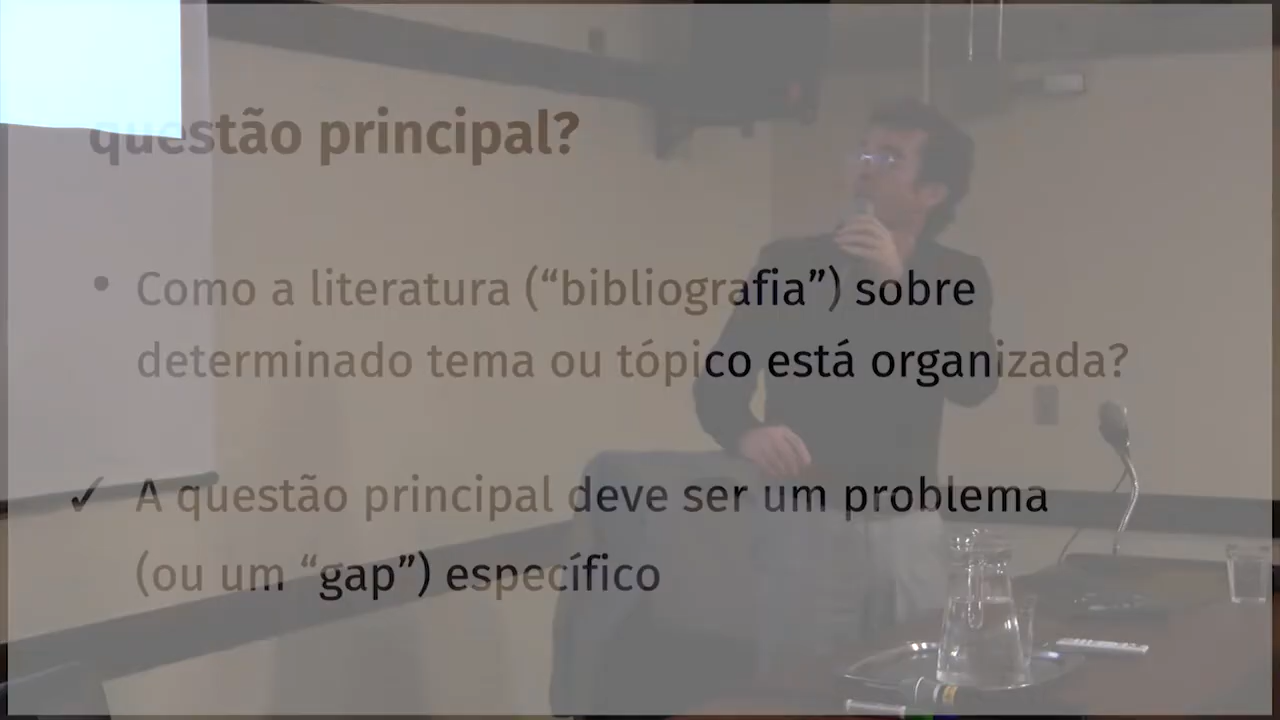 questão principal?
• Como a literatura (“bibliografia”) sobre
determinado tema ou tópico está organizada?
✓ A questão principal deve ser um problema
(ou um “gap”) específico